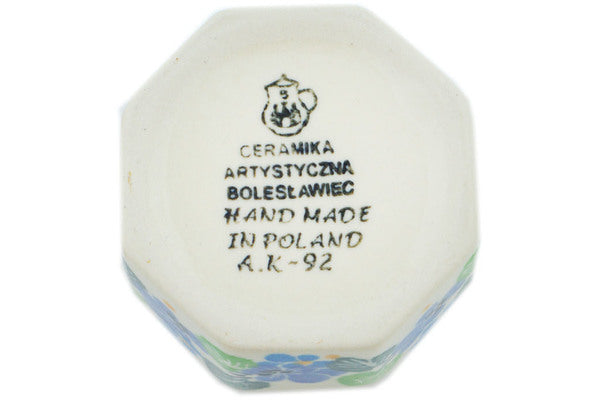 B
CERAMIKA
ARTYSTYCZNA
BOLESŁAWIEC
HAND MADE
IN POLAND
A.K-92